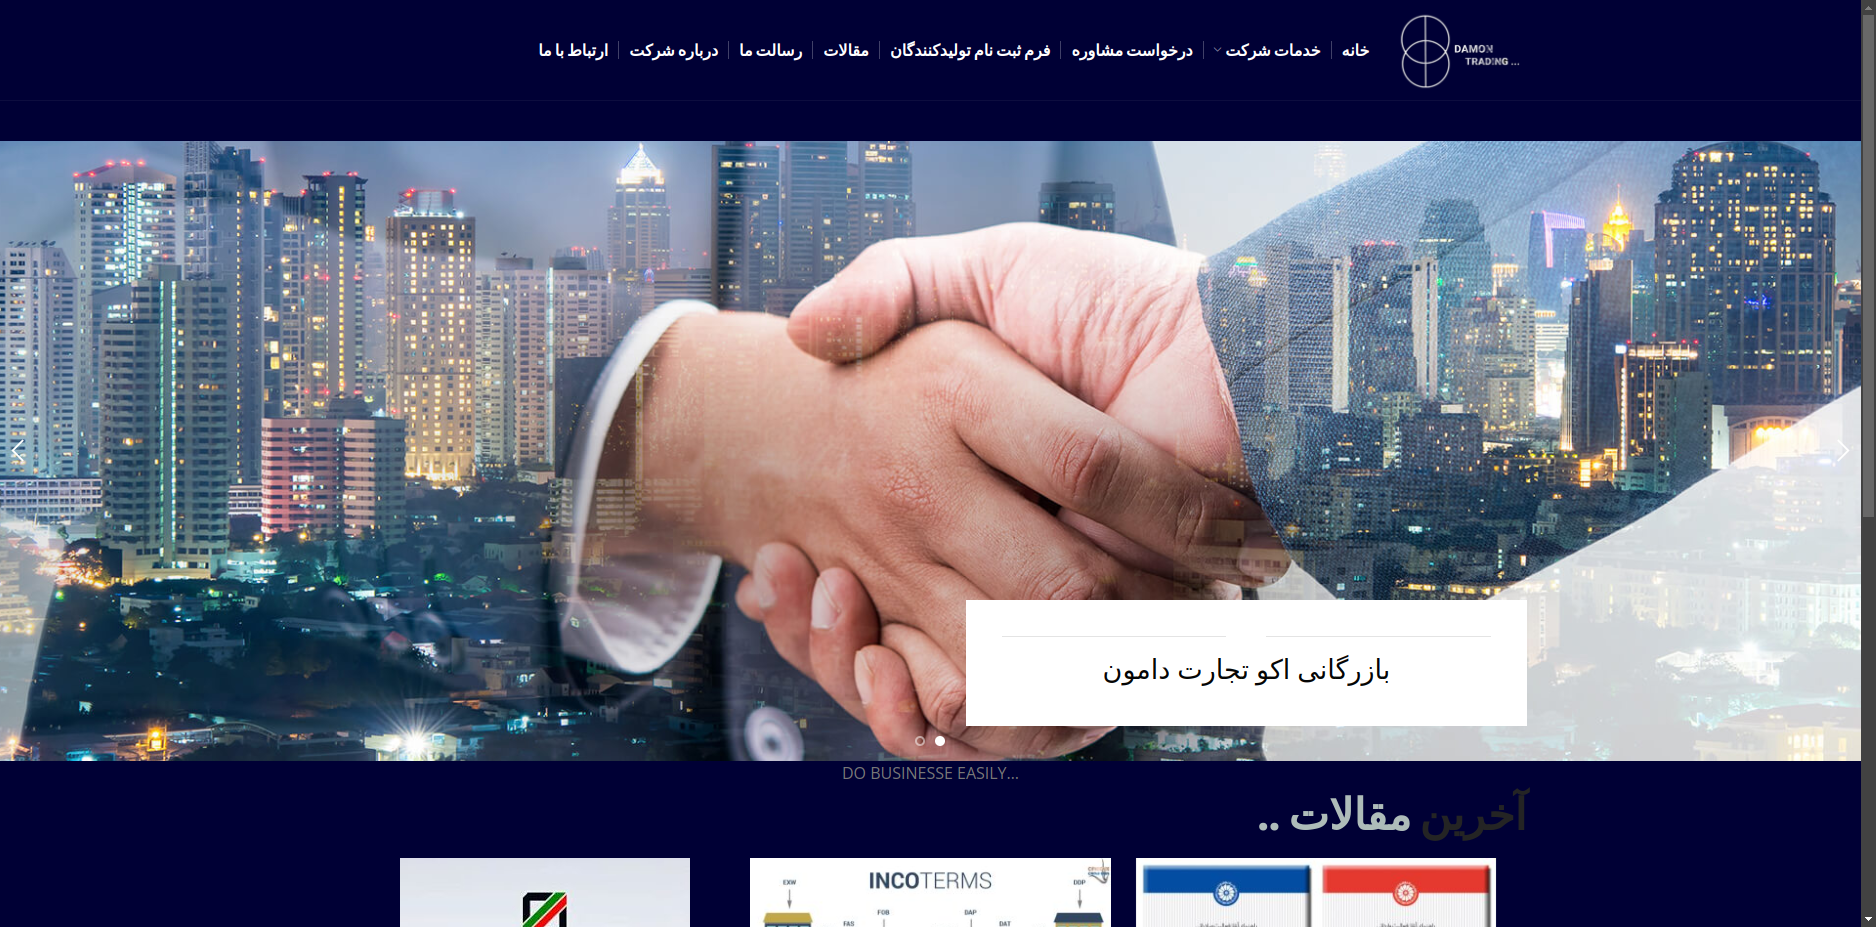 DAMON
TRADING ...
خانه
خدمات شرکت
درخواست مشاوره
فرم ثبت نام تولیدکنندگان
مقالات
رسالت ما
درباره شرکت
ارتباط با ما
بازرگانی اکو تجارت دامون
DO BUSINESSE EASILY...
آخرین مقالات ..
INCOTERMS
EXW
DDP
FOB
DAP
FAS
DAT